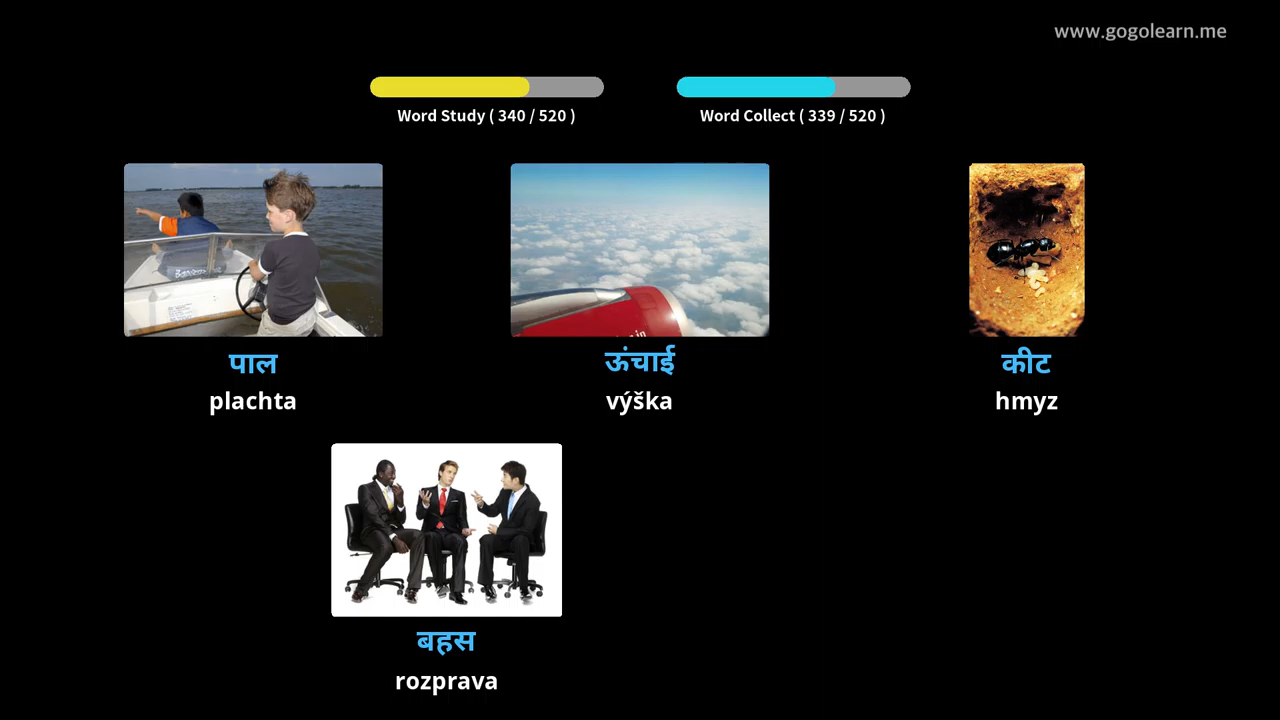 www.gogolearn.me
Word Study ( 340 / 520 )
Word Collect ( 339 / 520 )
पाल
plachta
ऊंचाई
výška
कीट
hmyz
बहस
rozprava